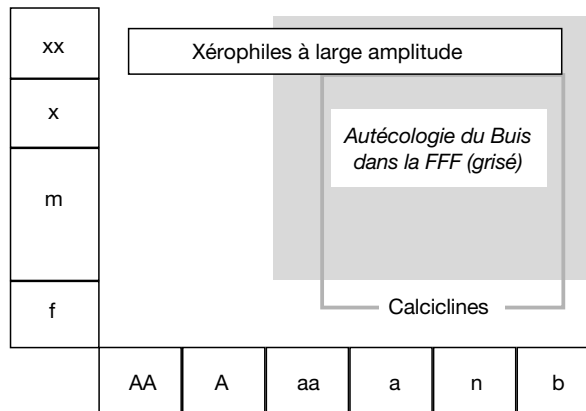 xx
Xérophiles à large amplitude
x
Autécologie du Buis
dans la FFF (grisé)
m
f
Calciclines
AA A aa a n b